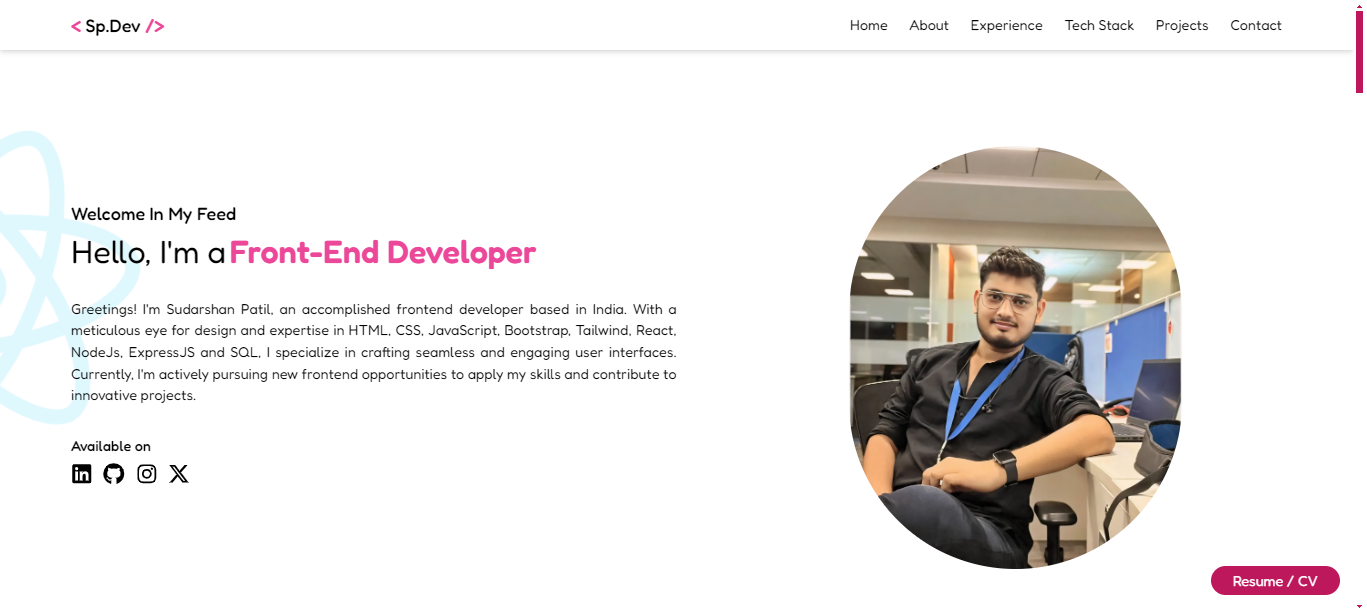 < Sp.Dev />
Home About Experience Tech Stack Projects Contact
Welcome In My Feed
Hello, I'm a Front-End Developer
Greetings! I'm Sudarshan Patil, an accomplished frontend developer based in India. With a
meticulous eye for design and expertise in HTML, CSS, JavaScript, Bootstrap, Tailwind, React,
NodeJs, ExpressJS and SQL, I specialize in crafting seamless and engaging user interfaces.
Currently, I'm actively pursuing new frontend opportunities to apply my skills and contribute to
innovative projects.
Available on
Resume / CV